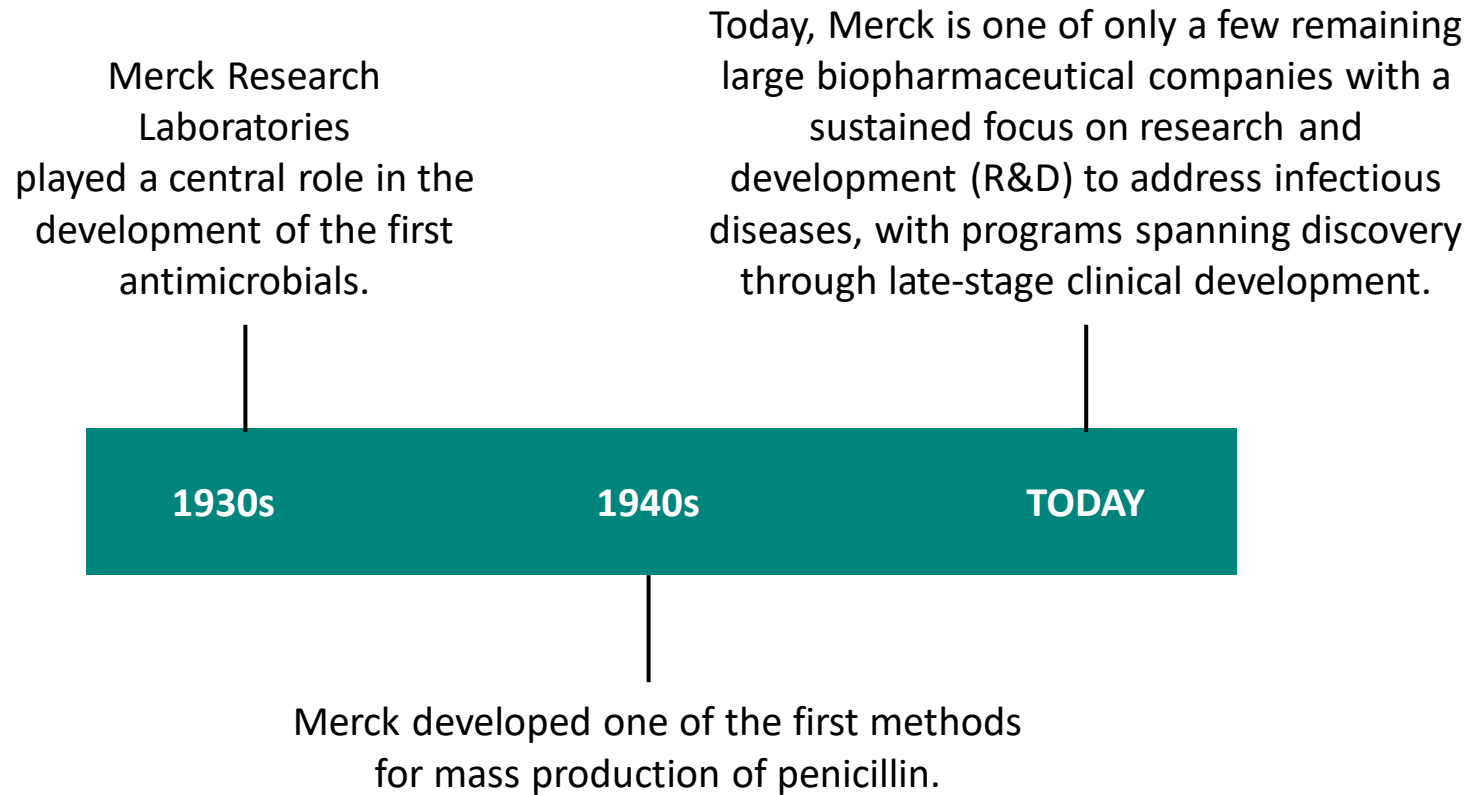 Merck Research
Laboratories
played a central role in the
development of the first
antimicrobials.
Today, Merck is one of only a few remaining
large biopharmaceutical companies with a
sustained focus on research and
development (R&D) to address infectious
diseases, with programs spanning discovery
through late-stage clinical development.
1930s
1940s
TODAY
Merck developed one of the first methods
for mass production of penicillin.